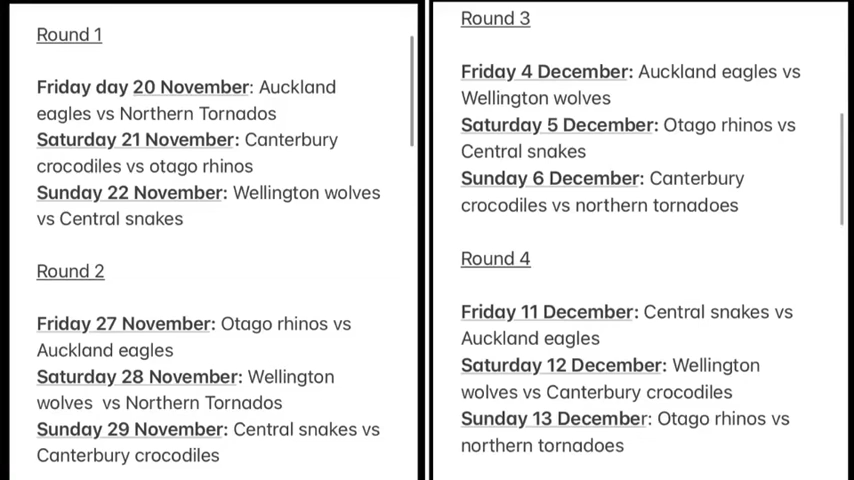 Round 1
Friday day 20 November: Auckland
eagles vs Northern Tornados
Saturday 21 November: Canterbury
crocodiles vs otago rhinos
Sunday 22 November: Wellington wolves
vs Central snakes
Round 2
Friday 27 November: Otago rhinos vs
Auckland eagles
Saturday 28 November: Wellington
wolves  vs Northern Tornados
Sunday 29 November: Central snakes vs
Canterbury crocodiles
Round 3
Friday 4 December: Auckland eagles vs
Wellington wolves
Saturday 5 December: Otago rhinos vs
Central snakes
Sunday 6 December: Canterbury
crocodiles vs northern tornadoes
Round 4
Friday 11 December: Central snakes vs
Auckland eagles
Saturday 12 December: Wellington
wolves vs Canterbury crocodiles
Sunday 13 December: Otago rhinos vs
northern tornadoes